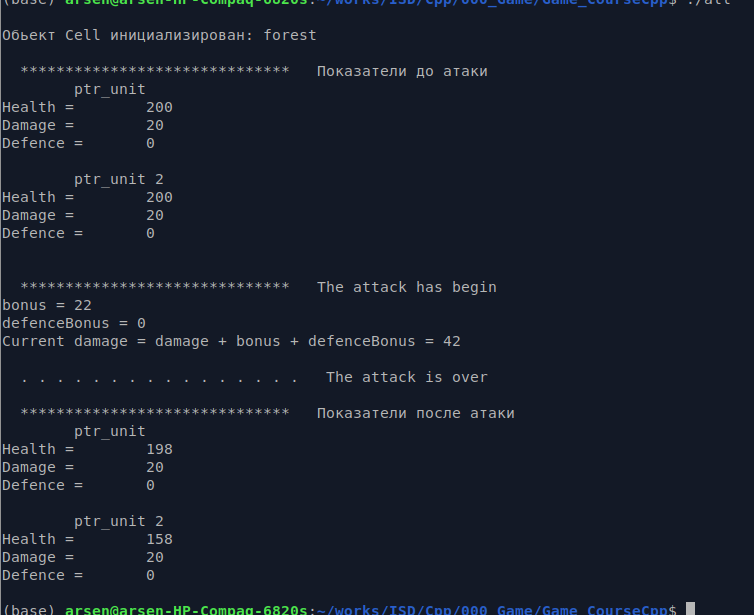 (base) arsen@arsen-HP-Compaq-6820s:~/works/ISD/Cpp/000_Game/Game_CourseCpp$ ./all
Обьект Cell инициализирован: forest
****************************** Показатели до атаки
ptr_unit
Health = 200
Damage = 20
Defence = 0
ptr_unit 2
Health = 200
Damage = 20
Defence = 0
****************************** The attack has begin
bonus = 22
defenceBonus = 0
Current damage = damage + bonus + defenceBonus = 42
. . . . . . . . . . . . . . . . The attack is over
****************************** Показатели после атаки
ptr_unit
Health = 198
Damage = 20
Defence = 0
ptr_unit 2
Health = 158
Damage = 20
Defence = 0
(base) arsen@arsen-HP-Compaq-6820s:~/works/ISD/Cpp/000_Game/Game_CourseCpp$